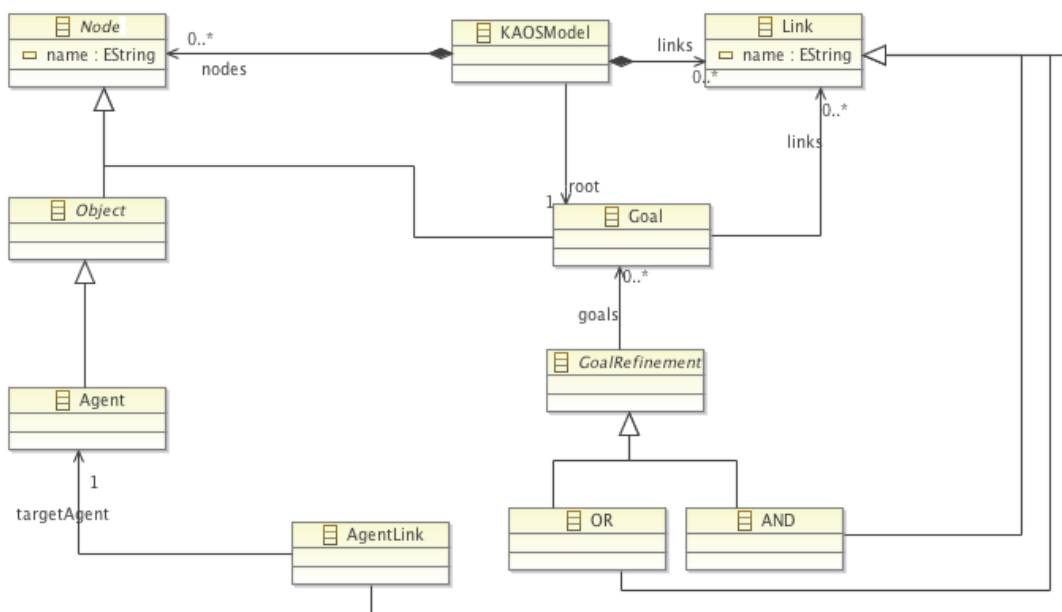 Node
name : EString
0..*
nodes
KAOSModel
links
0..*
Link
name : EString
0..*
links
root
1
Goal
Object
0..*
goals
GoalRefinement
Agent
1
targetAgent
AgentLink
OR
AND